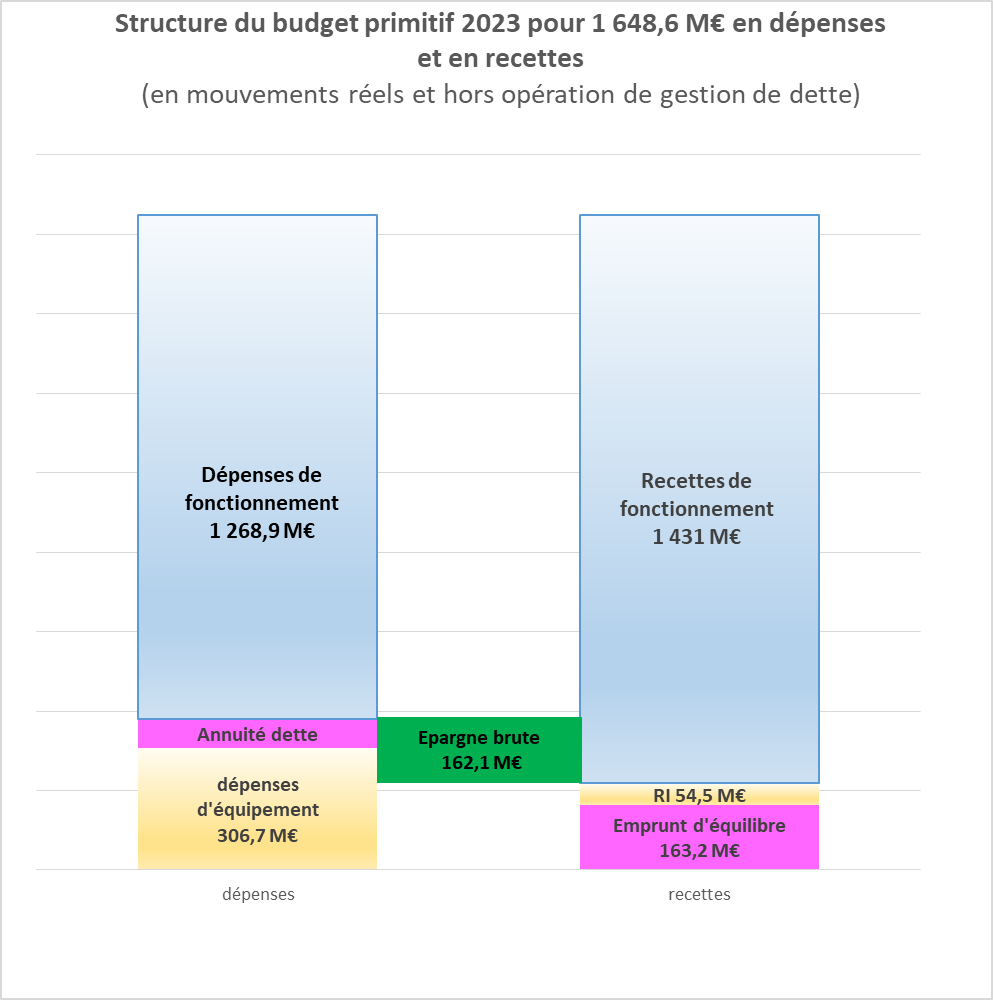 Structure du budget primitif 2023 pour 1 648,6 M€ en dépenses
et en recettes
(en mouvements réels et hors opération de gestion de dette)
Dépenses de
fonctionnement
1 268,9 M€
Recettes de
fonctionnement
1 431 M€
Annuité dette
Epargne brute
162,1 M€
dépenses
d'équipement
306,7 M€
RI 54,5 M€
Emprunt d'équilibre
163,2 M€
dépenses
recettes